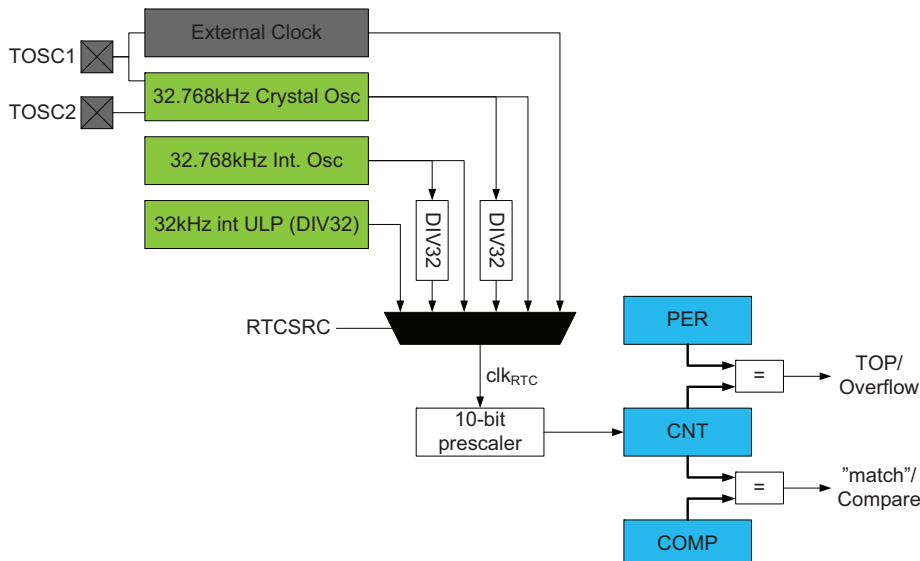 External Clock
TOSC1
32.768kHz Crystal Osc
TOSC2
32.768kHz Int. Osc
32kHz int ULP (DIV32)
DIV32
DIV32
RTCSRC
PER
clkRTC
=
TOP/
Overflow
10-bit
prescaler
CNT
=
”match”/
Compare
COMP